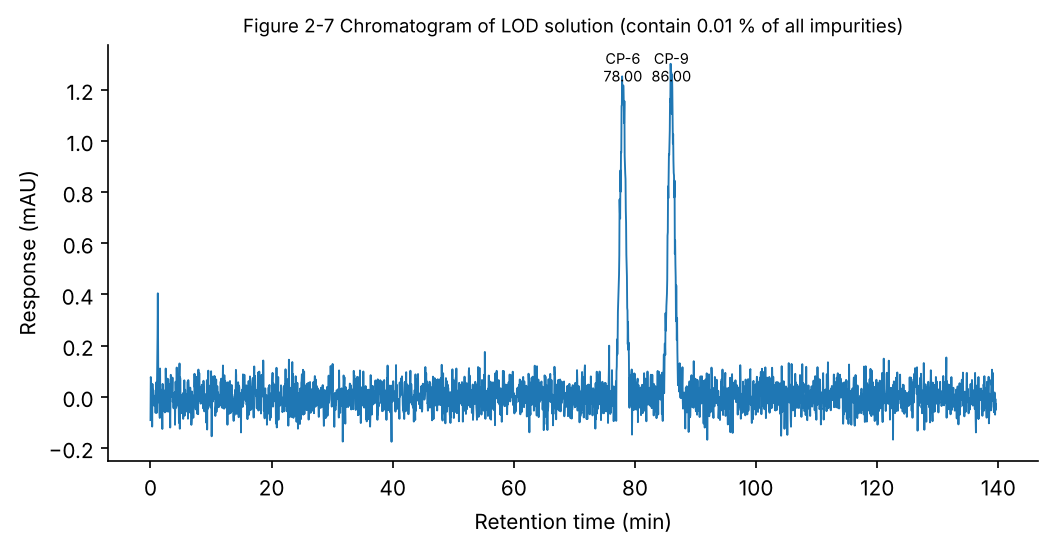 Figure 2-7 Chromatogram of LOD solution (contain 0.01 % of all impurities)
CP-6 CP-9
78.00 86.00
1.2
1.0
0.8
0.6
0.4
0.2
0.0
−0.2
Response (mAU)
0 20 40 60 80 100 120 140
Retention time (min)